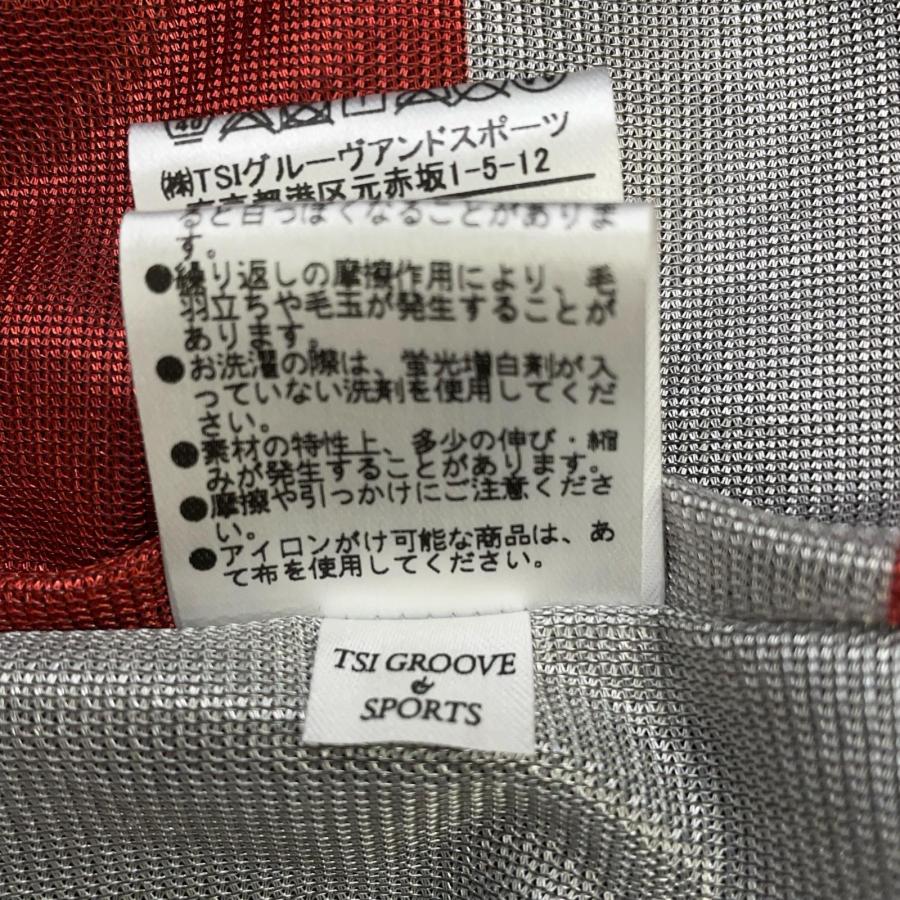 40
㈱TSIグルーヴアンドスポーツ
東京都港区元赤坂1-5-12
ると白っぽくなることがありま
す。
●繰り返しの摩擦作用により、毛
羽立ちや毛玉が発生することが
あります。
●お洗濯の際は、蛍光増白剤が入
っていない洗剤を使用してくだ
さい。
●素材の特性上、多少の伸び・縮
みが発生することがあります。
●摩擦や引っかけにご注意くださ
い。
●アイロンがけ可能な商品は、あ
て布を使用してください。
TSI GROOVE
&
SPORTS